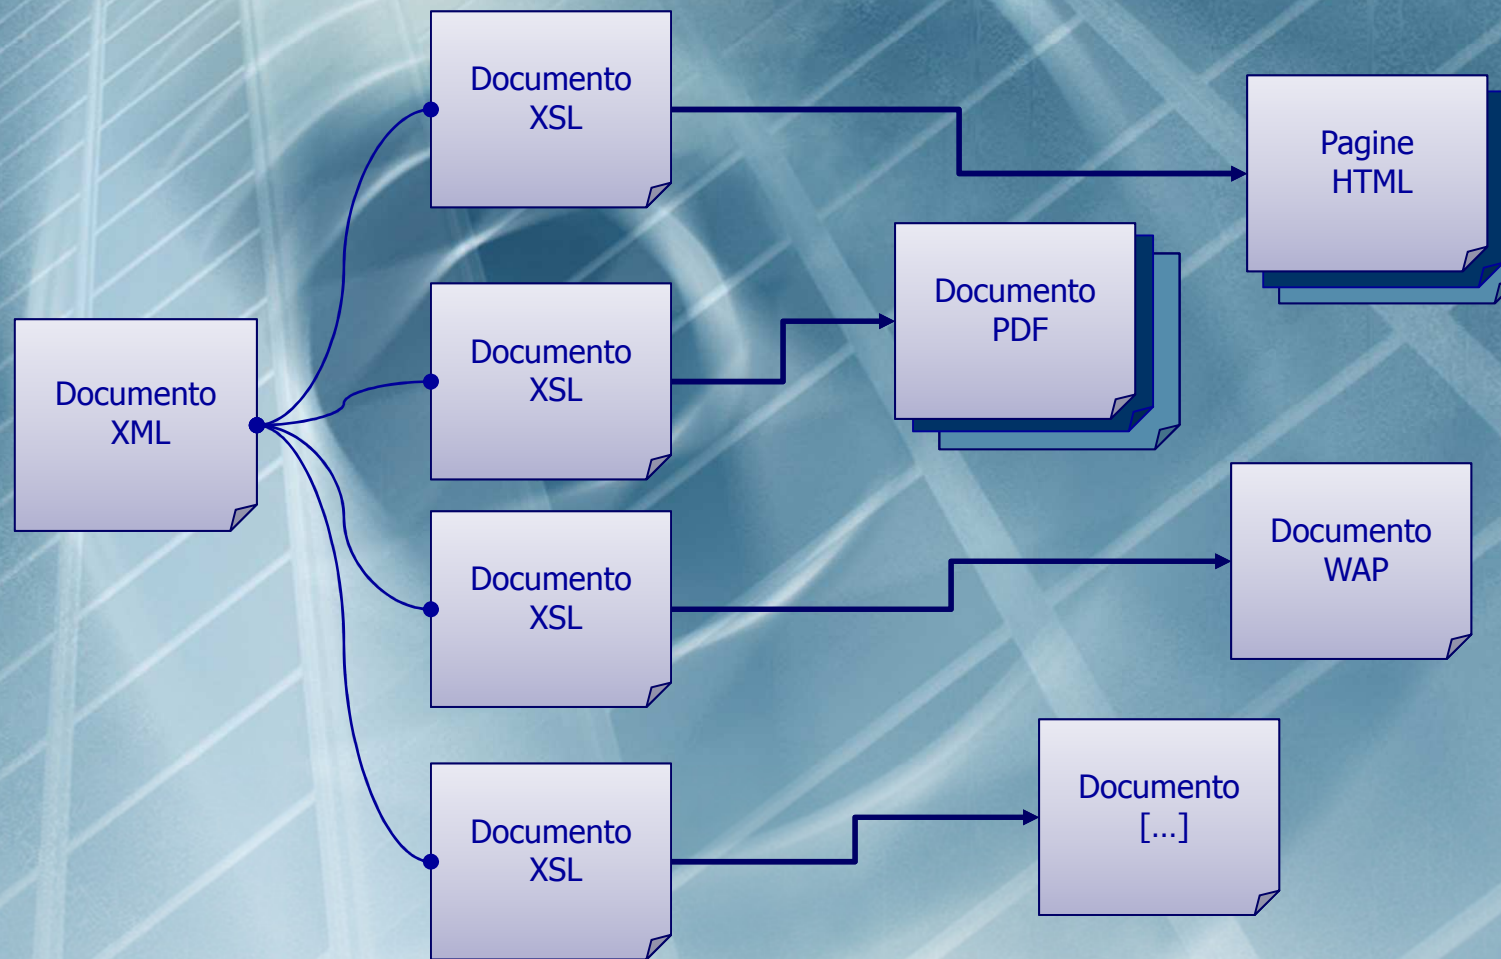 Documento
XSL
Pagine
HTML
Documento
XSL
Documento
PDF
Documento
XML
Documento
XSL
Documento
WAP
Documento
XSL
Documento
[...]